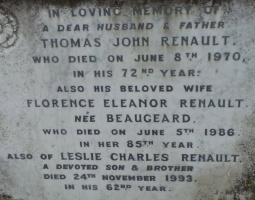 IN LOVING MEMORY OF
A DEAR HUSBAND & FATHER
THOMAS JOHN RENAULT.
WHO DIED ON JUNE 8TH 1970,
IN HIS 72ND YEAR.
ALSO HIS BELOVED WIFE
FLORENCE ELEANOR RENAULT.
NÉE BEAUGEARD.
WHO DIED ON JUNE 5TH 1986
IN HER 85TH YEAR.
ALSO OF LESLIE CHARLES RENAULT.
A DEVOTED SON & BROTHER
DIED 24TH NOVEMBER 1993.
IN HIS 62ND YEAR.